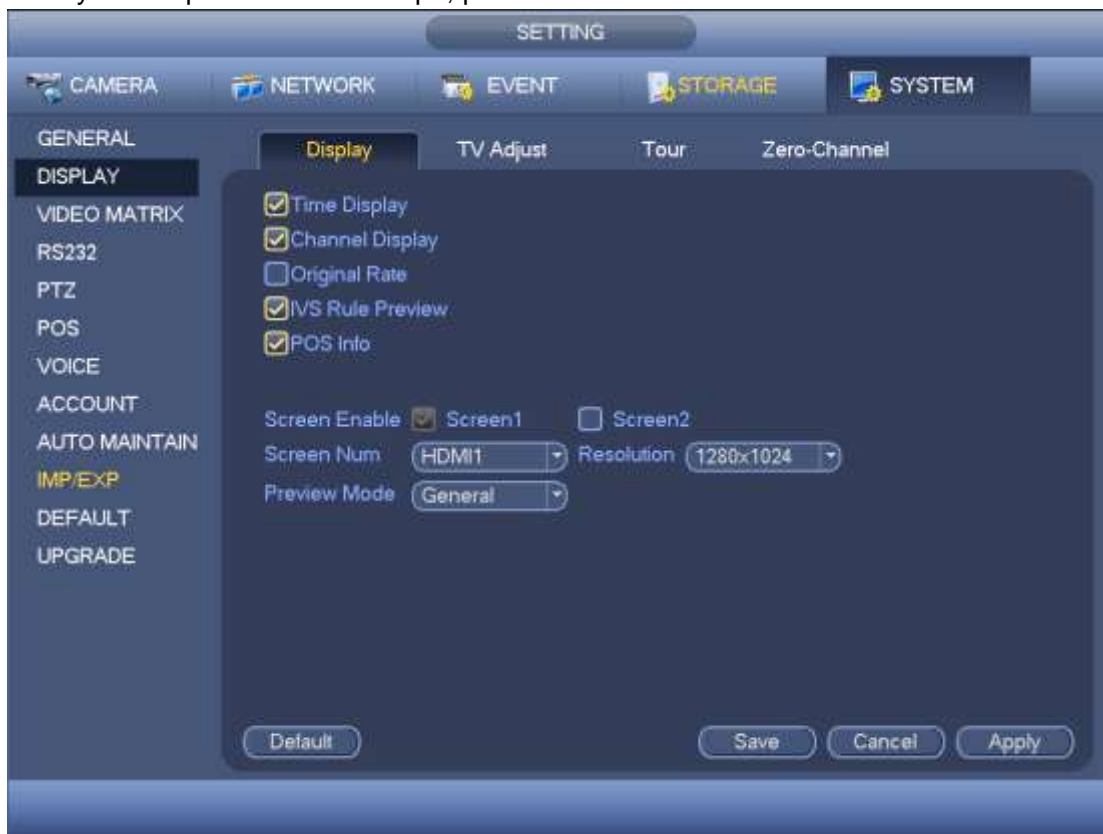 SETTING
CAMERA NETWORK EVENT STORAGE SYSTEM
GENERAL
DISPLAY
VIDEO MATRIX
RS232
PTZ
POS
VOICE
ACCOUNT
AUTO MAINTAIN
IMP/EXP
DEFAULT
UPGRADE
Display TV Adjust Tour Zero-Channel
Time Display
Channel Display
Original Rate
IVS Rule Preview
POS Info
Screen Enable Screen1 Screen2
Screen Num HDMI1 Resolution 1280x1024
Preview Mode General
Default Save Cancel Apply